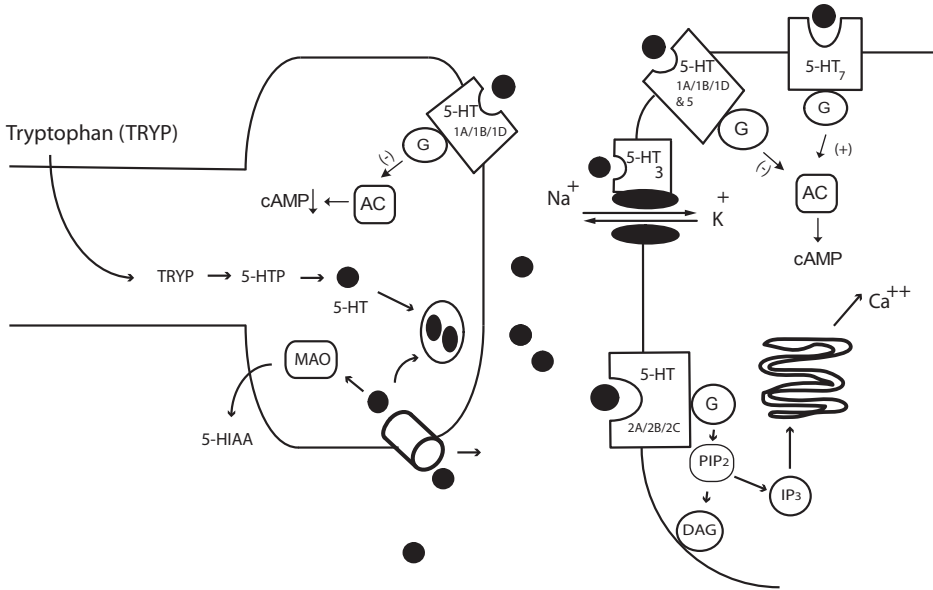 Tryptophan (TRYP)
TRYP
5-HTP
5-HT
MAO
5-HIAA
cAMP
AC
(-)
G
5-HT
1A/1B/1D
5-HT
1A/1B/1D
& 5
G
(-)
5-HT7
G
(+)
AC
cAMP
5-HT
3
Na+
K+
5-HT
2A/2B/2C
G
PIP2
DAG
IP3
Ca++